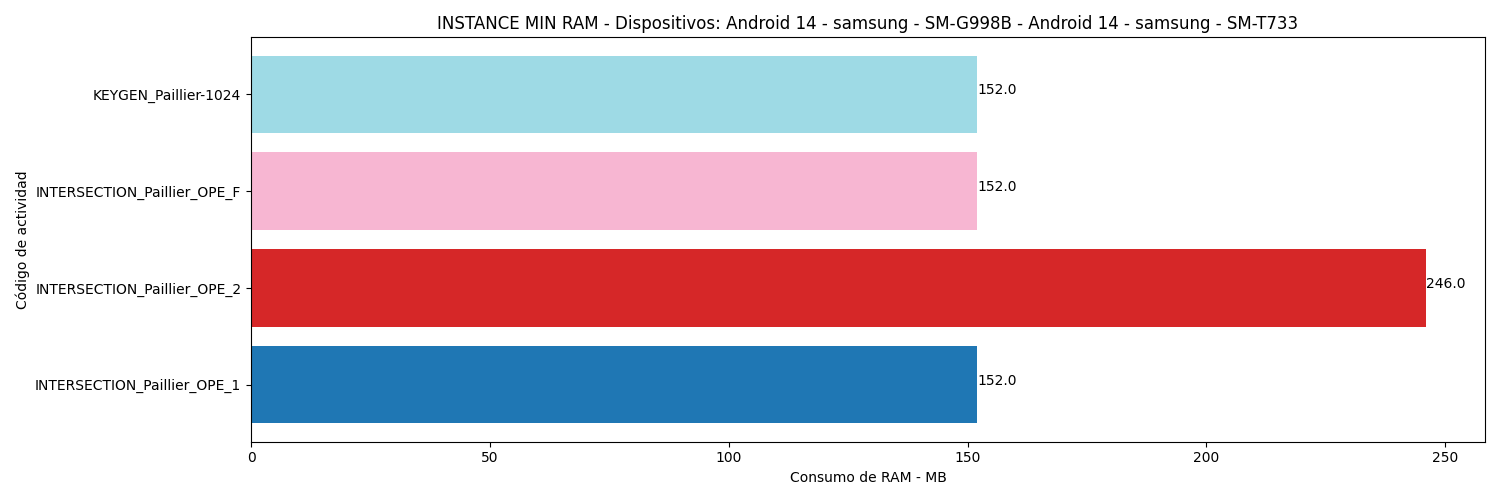 INSTANCE MIN RAM - Dispositivos: Android 14 - samsung - SM-G998B - Android 14 - samsung - SM-T733
Código de actividad
KEYGEN_Paillier-1024
152.0
INTERSECTION_Paillier_OPE_F
152.0
INTERSECTION_Paillier_OPE_2
246.0
INTERSECTION_Paillier_OPE_1
152.0
0 50 100 150 200 250
Consumo de RAM - MB